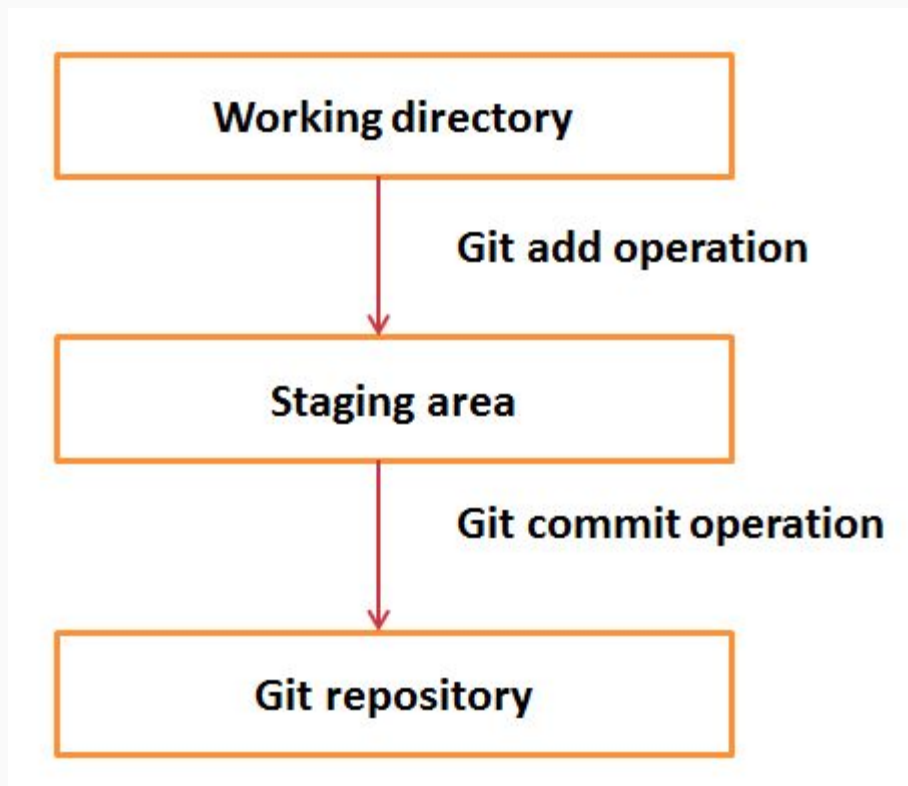 Working directory
Git add operation
Staging area
Git commit operation
Git repository